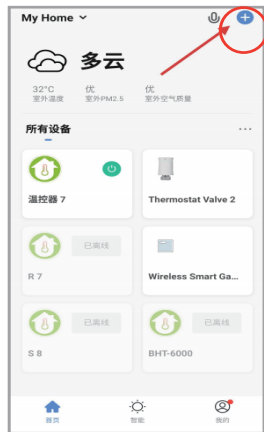 My Home
多云
32°C 优 优
室外温度 室外PM2.5 室外空气质量
所有设备
温控器 7 Thermostat Valve 2
已离线
R 7 Wireless Smart Ga...
已离线 已离线
S 8 BHT-6000
首页 智能 我的